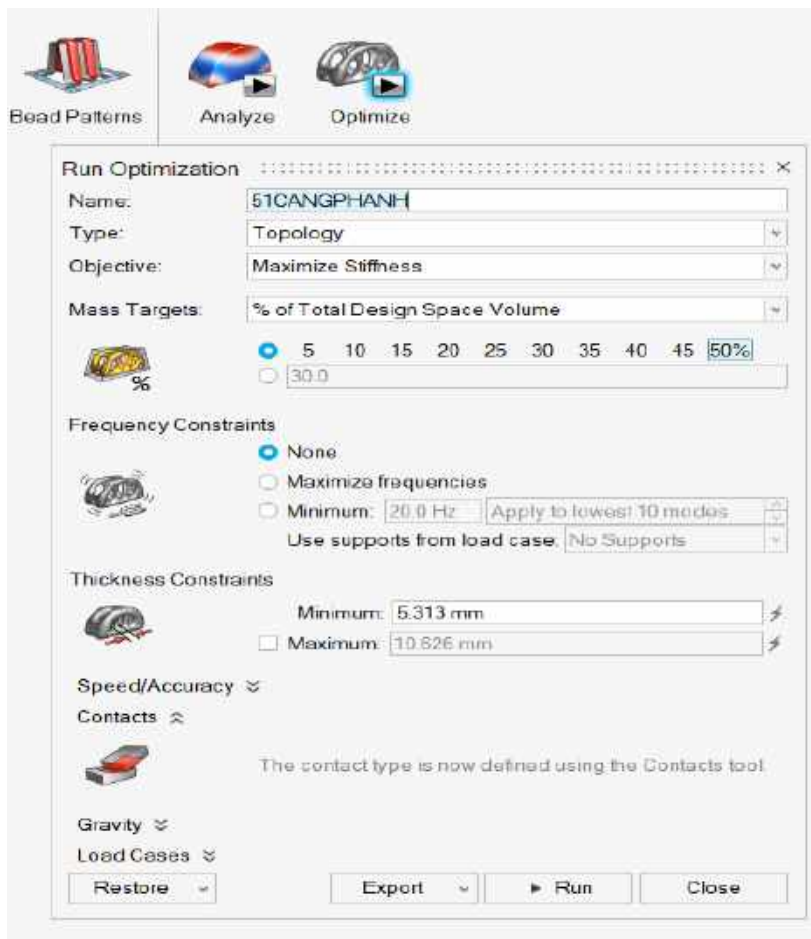 Bead Patterns Analyze Optimize
Run Optimization
Name: 51CANGPHANH
Type: Topology
Objective: Maximize Stiffness
Mass Targets: % of Total Design Space Volume
5 10 15 20 25 30 35 40 45 50%
%
30.0
Frequency Constraints
None
Maximize frequencies
Minimum: 20.0 Hz Apply to lowest 10 modes
Use supports from load case: No Supports
Thickness Constraints
Minimum: 5.313 mm
Maximum: 10.626 mm
Speed/Accuracy
Contacts
The contact type is now defined using the Contacts tool
Gravity
Load Cases
Restore Export Run Close